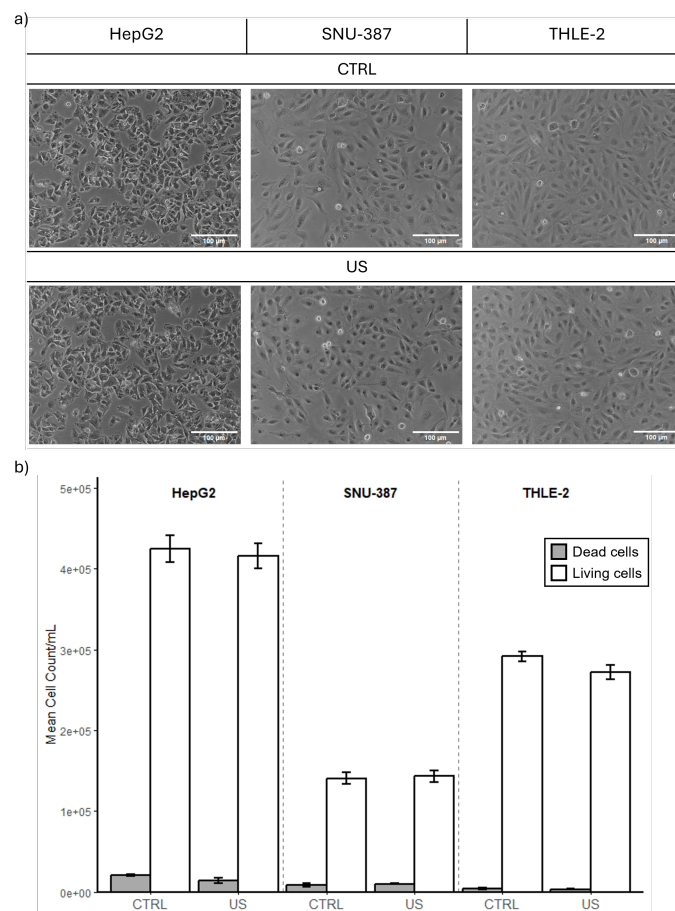 a)
HepG2 SNU-387 THLE-2
CTRL
100 µm 100 µm 100 µm
US
100 µm 100 µm 100 µm
b)
5e+05
4e+05
3e+05
2e+05
1e+05
0e+00
Mean Cell Count/mL
HepG2 SNU-387 THLE-2
Dead cells
Living cells
CTRL US CTRL US CTRL US